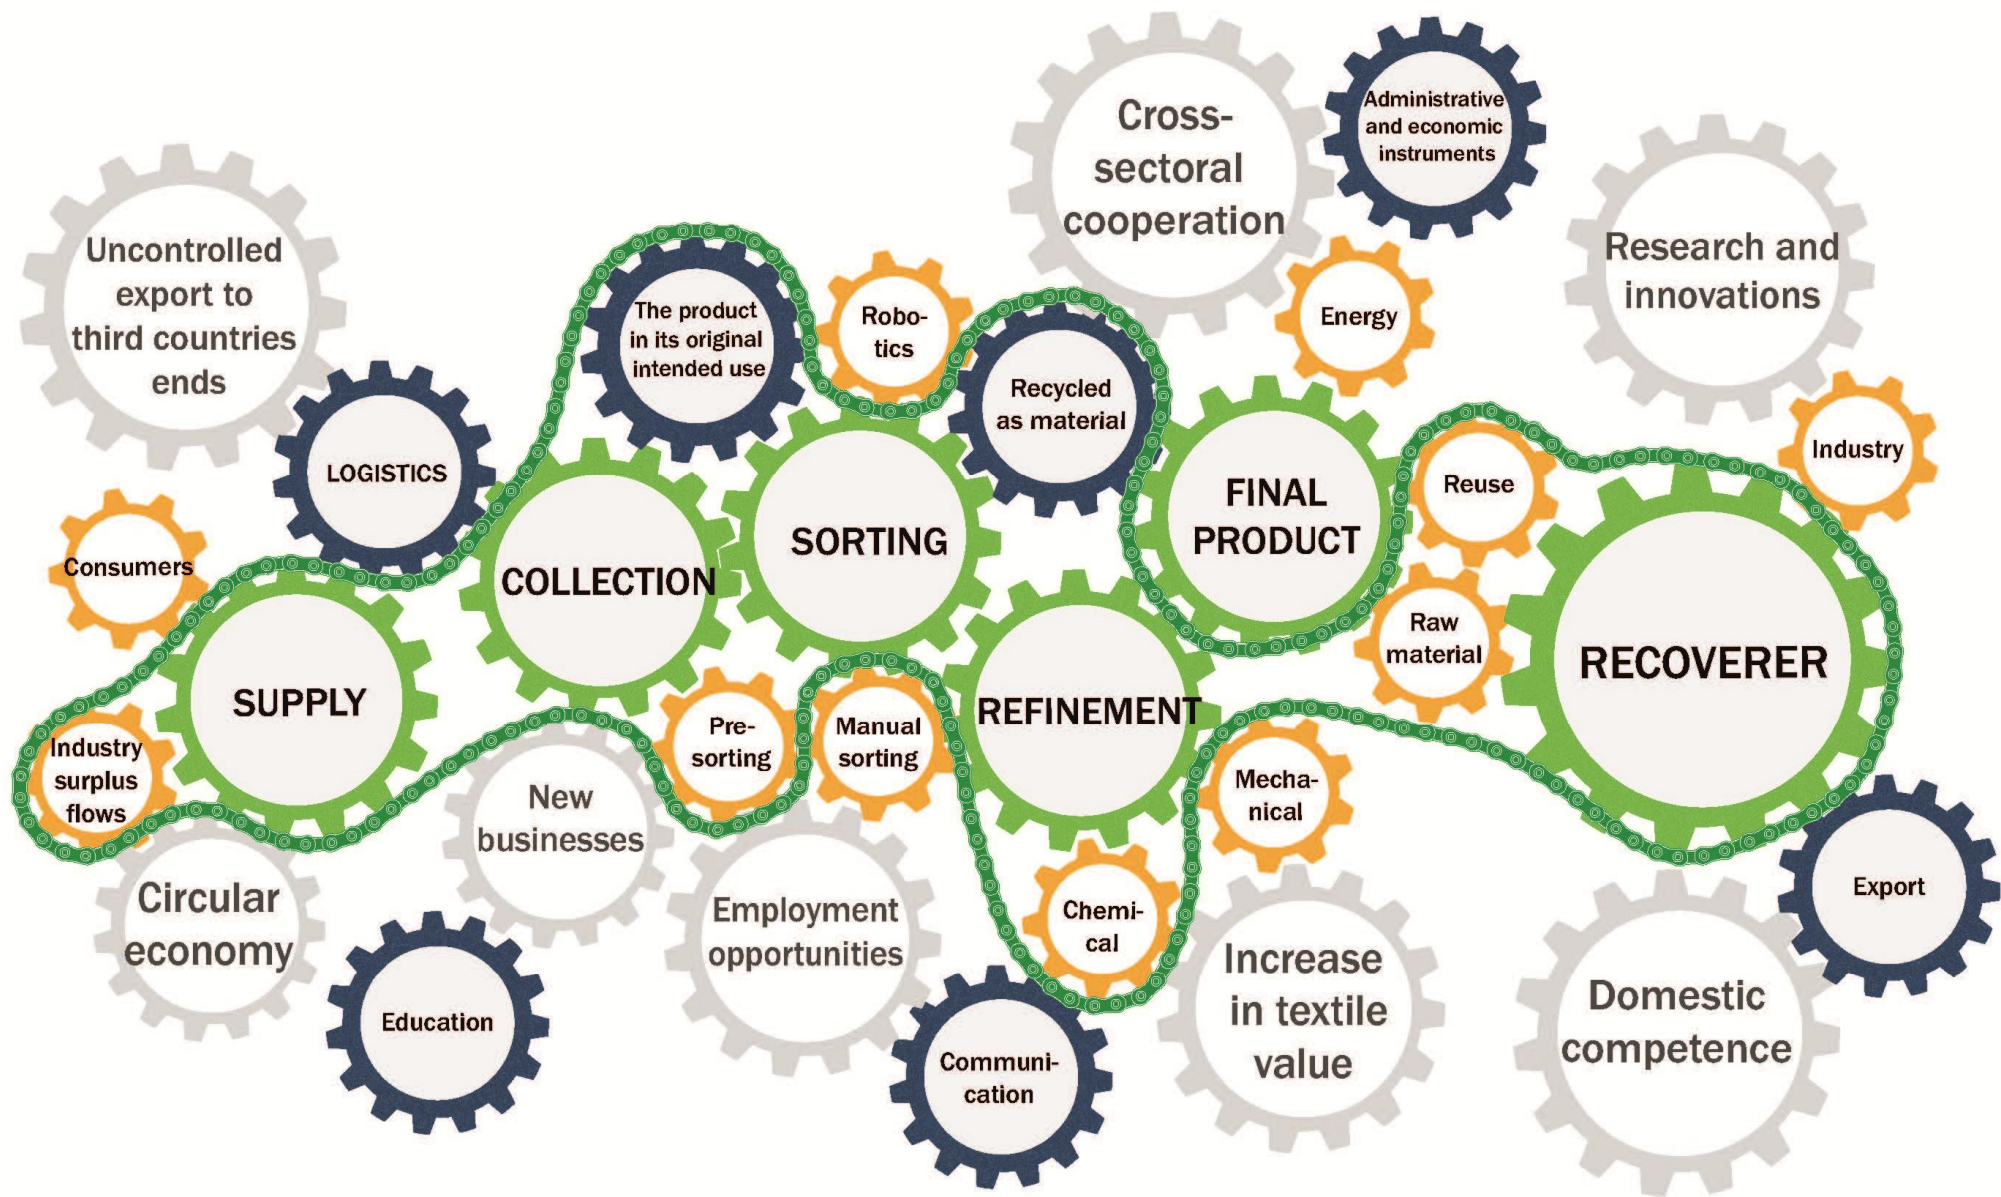 Cross-
sectoral
cooperation
Administrative
and economic
instruments
Uncontrolled
export to
third countries
ends
Research and
innovations
The product
in its original
intended use
Robo-
tics
Energy
Recycled
as material
LOGISTICS
Industry
Reuse
FINAL
PRODUCT
Consumers
COLLECTION
SORTING
Raw
material
RECOVERER
SUPPLY
REFINEMENT
Industry
surplus
flows
Pre-
sorting
Manual
sorting
Mecha-
nical
New
businesses
Export
Circular
economy
Employment
opportunities
Chemi-
cal
Increase
in textile
value
Education
Domestic
competence
Communi-
cation